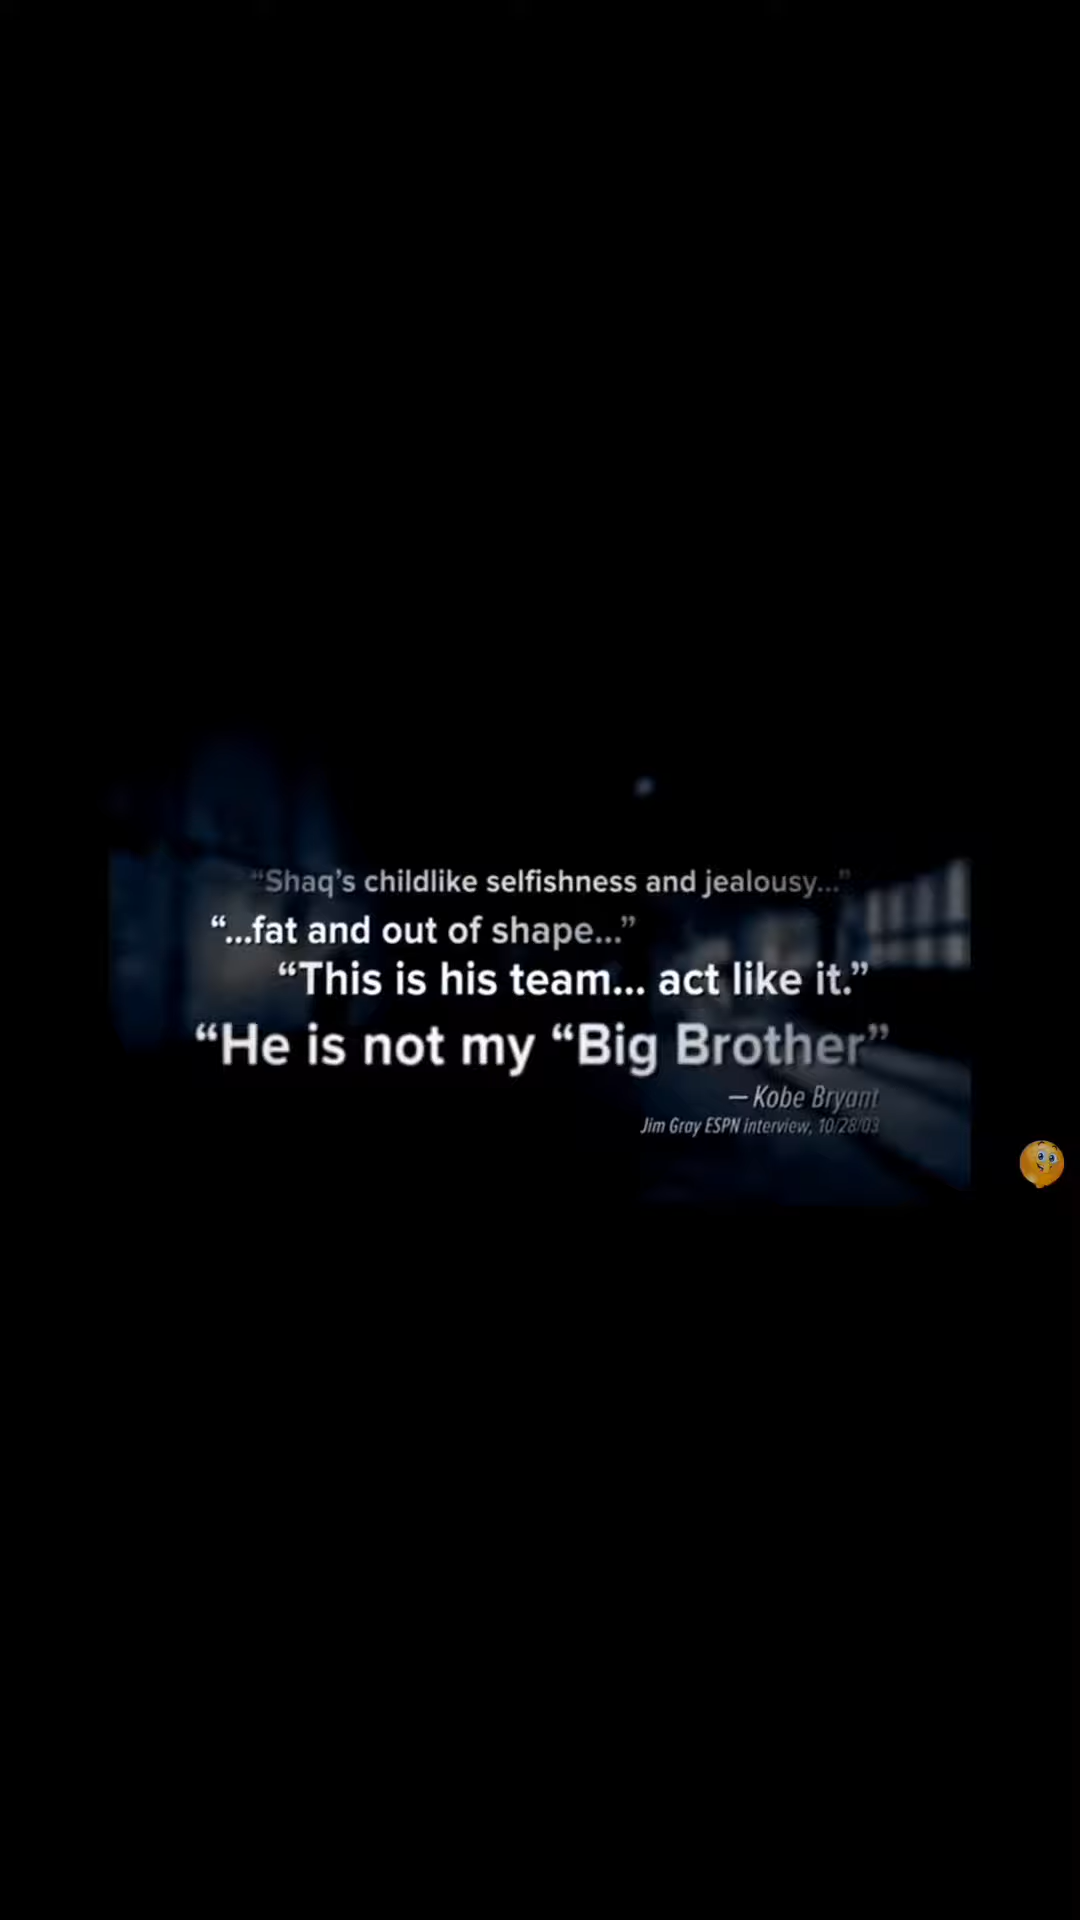 “Shaq’s childlike selfishness and jealousy...”
“...fat and out of shape...”
“This is his team... act like it.”
“He is not my “Big Brother”
– Kobe Bryant
Jim Gray ESPN interview, 10/28/03